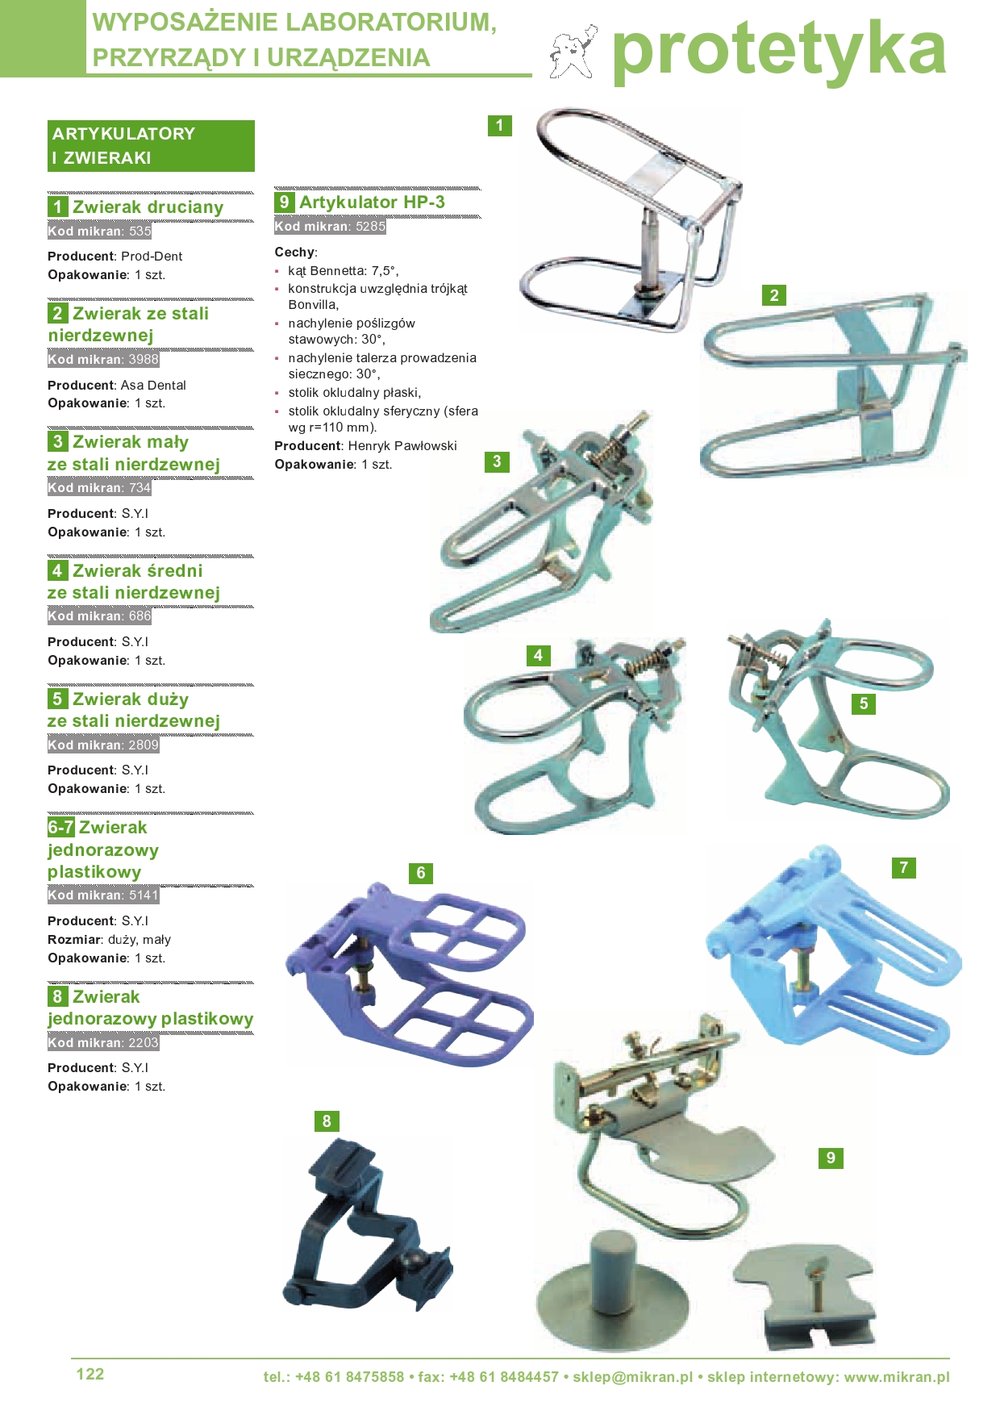 WYPOSAŻENIE LABORATORIUM,
PRZYRZĄDY I URZĄDZENIA
protetyka
ARTYKULATORY
I ZWIERAKI
1 Zwierak druciany
Kod mikran: 535
Producent: Prod-Dent
Opakowanie: 1 szt.
2 Zwierak ze stali
nierdzewnej
Kod mikran: 3988
Producent: Asa Dental
Opakowanie: 1 szt.
3 Zwierak mały
ze stali nierdzewnej
Kod mikran: 734
Producent: S.Y.I
Opakowanie: 1 szt.
4 Zwierak średni
ze stali nierdzewnej
Kod mikran: 686
Producent: S.Y.I
Opakowanie: 1 szt.
5 Zwierak duży
ze stali nierdzewnej
Kod mikran: 2809
Producent: S.Y.I
Opakowanie: 1 szt.
6-7 Zwierak
jednorazowy
plastikowy
Kod mikran: 5141
Producent: S.Y.I
Rozmiar: duży, mały
Opakowanie: 1 szt.
8 Zwierak
jednorazowy plastikowy
Kod mikran: 2203
Producent: S.Y.I
Opakowanie: 1 szt.
9 Artykulator HP-3
Kod mikran: 5285
Cechy:
▪ kąt Bennetta: 7,5°,
▪ konstrukcja uwzględnia trójkąt
Bonvilla,
▪ nachylenie poślizgów
stawowych: 30°,
▪ nachylenie talerza prowadzenia
siecznego: 30°,
▪ stolik okludalny płaski,
▪ stolik okludalny sferyczny (sfera
wg r=110 mm).
Producent: Henryk Pawłowski
Opakowanie: 1 szt.
1
2
3
4
5
6
7
8
9
122
tel.: +48 61 8475858 • fax: +48 61 8484457 • sklep@mikran.pl • sklep internetowy: www.mikran.pl